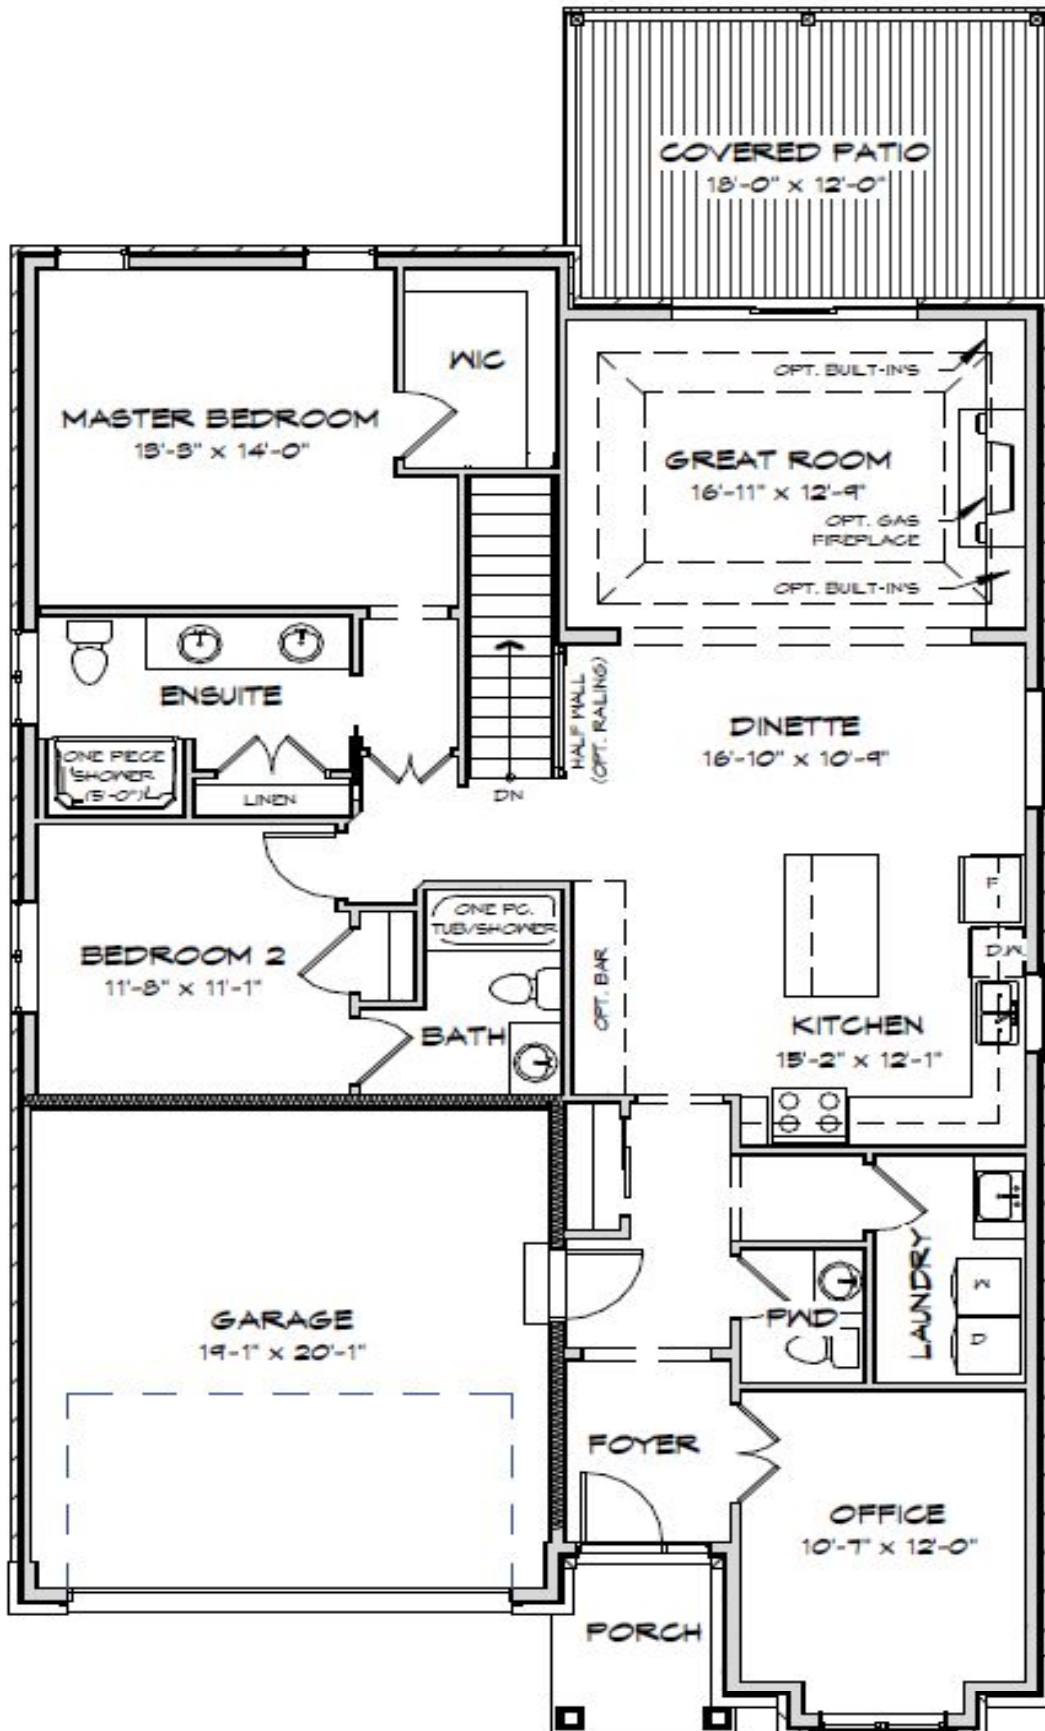 COVERED PATIO
18'-0" x 12'-0"
WIC
OPT. BUILT-IN'S
MASTER BEDROOM
13'-3" x 14'-0"
GREAT ROOM
16'-11" x 12'-9"
OPT. GAS
FIREPLACE
OPT. BUILT-IN'S
ENSUITE
HALF WALL
(OPT. RALING)
DINETTE
16'-10" x 10'-9"
ONE PIECE
SHOWER
(5'-0")
LINEN
DN
F
ONE PC.
TUB/SHOWER
D.W.
BEDROOM 2
11'-8" x 11'-1"
OPT. BAR
BATH
KITCHEN
15'-2" x 12'-1"
LAUNDRY
W
D
PWD
GARAGE
19'-1" x 20'-1"
FOYER
OFFICE
10'-7" x 12'-0"
PORCH